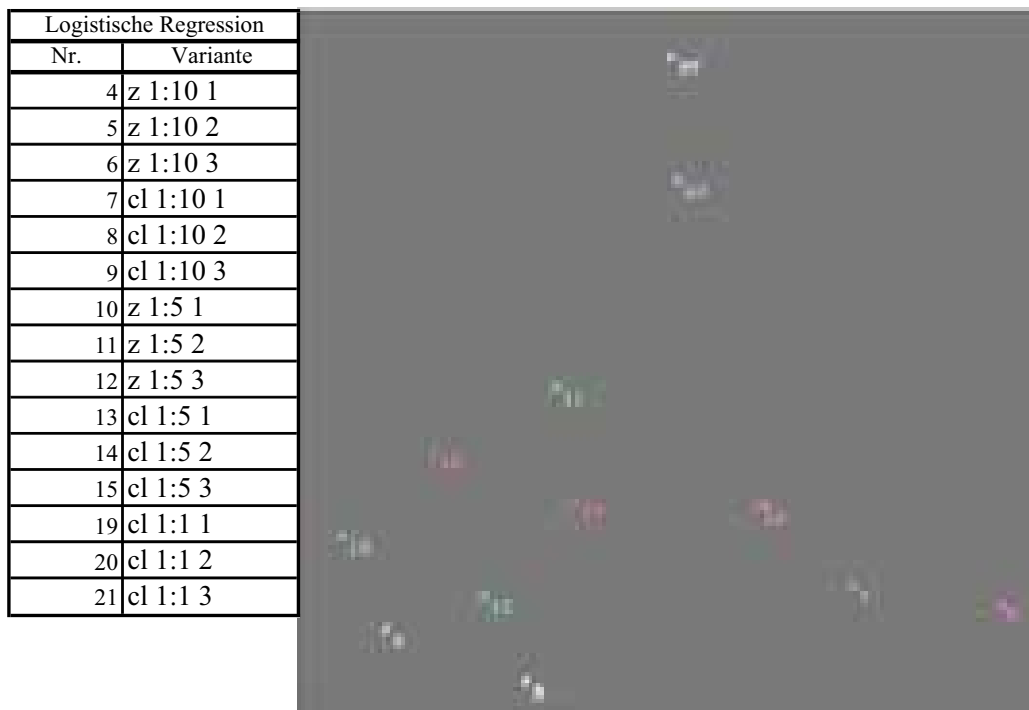 Logistische Regression
Nr. Variante
4 z 1:10 1
5 z 1:10 2
6 z 1:10 3
7 cl 1:10 1
8 cl 1:10 2
9 cl 1:10 3
10 z 1:5 1
11 z 1:5 2
12 z 1:5 3
13 cl 1:5 1
14 cl 1:5 2
15 cl 1:5 3
19 cl 1:1 1
20 cl 1:1 2
21 cl 1:1 3